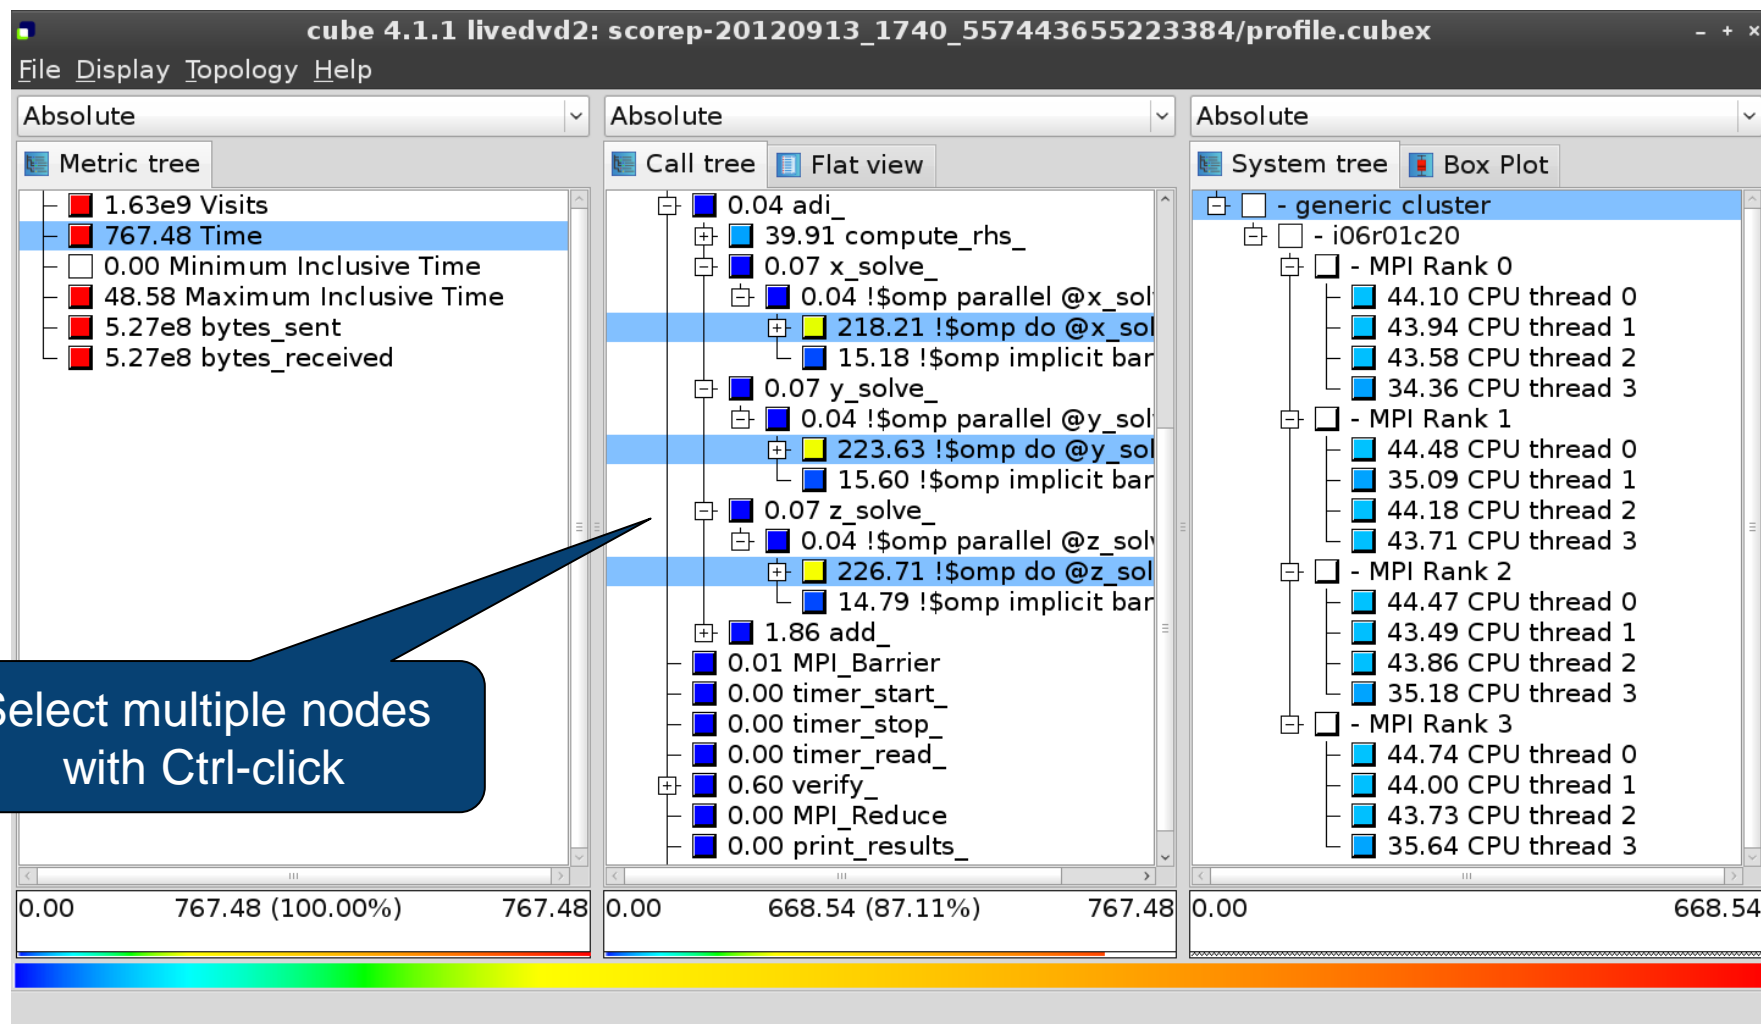 cube 4.1.1 livedvd2: scorep-20120913_1740_557443655223384/profile.cubex
File Display Topology Help
Absolute
Metric tree
1.63e9 Visits
767.48 Time
0.00 Minimum Inclusive Time
48.58 Maximum Inclusive Time
5.27e8 bytes_sent
5.27e8 bytes_received
Select multiple nodes
with Ctrl-click
0.00 767.48 (100.00%) 767.48
Absolute
Call tree Flat view
0.04 adi_
39.91 compute_rhs_
0.07 x_solve_
0.04 !$omp parallel @x_sol
218.21 !$omp do @x_sol
15.18 !$omp implicit bar
0.07 y_solve_
0.04 !$omp parallel @y_sol
223.63 !$omp do @y_sol
15.60 !$omp implicit bar
0.07 z_solve_
0.04 !$omp parallel @z_solv
226.71 !$omp do @z_sol
14.79 !$omp implicit bar
1.86 add_
0.01 MPI_Barrier
0.00 timer_start_
0.00 timer_stop_
0.00 timer_read_
0.60 verify_
0.00 MPI_Reduce
0.00 print_results_
0.00 668.54 (87.11%) 767.48
Absolute
System tree Box Plot
- generic cluster
- i06r01c20
- MPI Rank 0
44.10 CPU thread 0
43.94 CPU thread 1
43.58 CPU thread 2
34.36 CPU thread 3
- MPI Rank 1
44.48 CPU thread 0
35.09 CPU thread 1
44.18 CPU thread 2
43.71 CPU thread 3
- MPI Rank 2
44.47 CPU thread 0
43.49 CPU thread 1
43.86 CPU thread 2
35.18 CPU thread 3
- MPI Rank 3
44.74 CPU thread 0
44.00 CPU thread 1
43.73 CPU thread 2
35.64 CPU thread 3
0.00 668.54